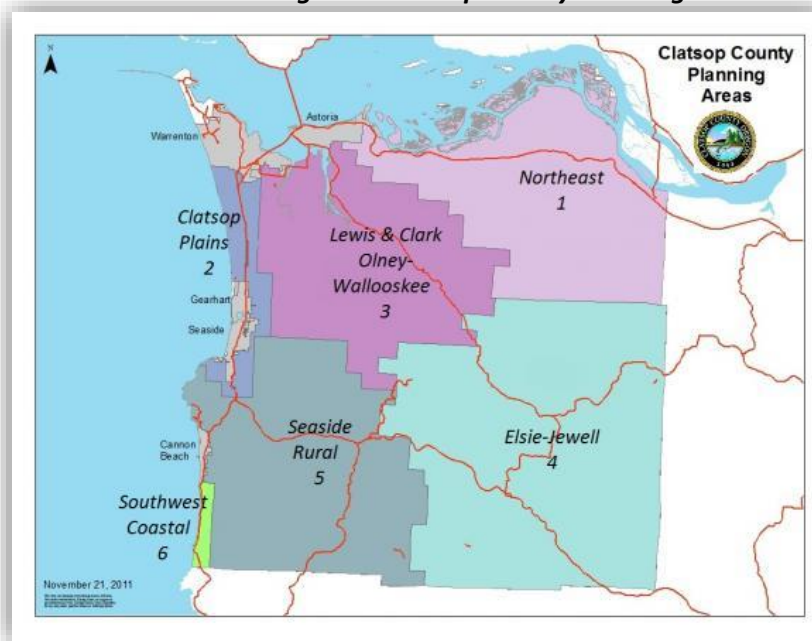 N
Clatsop County
Planning
Areas
Astoria
Warrenton
Northeast
1
Clatsop
Plains
2
Lewis & Clark
Olney-
Wallooskee
3
Gearhart
Seaside
Seaside
Rural
5
Elsie-Jewell
4
Cannon
Beach
Southwest
Coastal
6
November 21, 2011